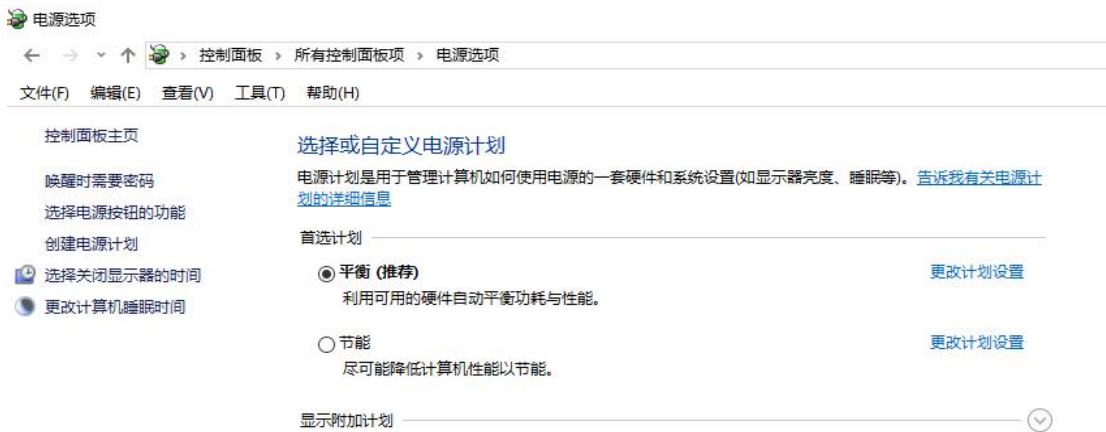 电源选项
控制面板 › 所有控制面板项 › 电源选项
文件(F) 编辑(E) 查看(V) 工具(T) 帮助(H)
控制面板主页
唤醒时需要密码
选择电源按钮的功能
创建电源计划
选择关闭显示器的时间
更改计算机睡眠时间
选择或自定义电源计划
电源计划是用于管理计算机如何使用电源的一套硬件和系统设置(如显示器亮度、睡眠等)。告诉我有关电源计
划的详细信息
首选计划
平衡 (推荐) 更改计划设置
利用可用的硬件自动平衡功耗与性能。
节能 更改计划设置
尽可能降低计算机性能以节能。
显示附加计划